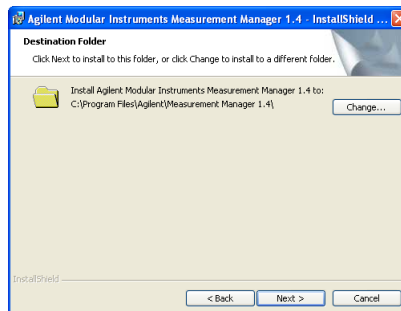 Agilent Modular Instruments Measurement Manager 1.4 - InstallShield ...
Destination Folder
Click Next to install to this folder, or click Change to install to a different folder.
Install Agilent Modular Instruments Measurement Manager 1.4 to:
C:\Program Files\Agilent\Measurement Manager 1.4\
Change...
InstallShield
< Back
Next >
Cancel